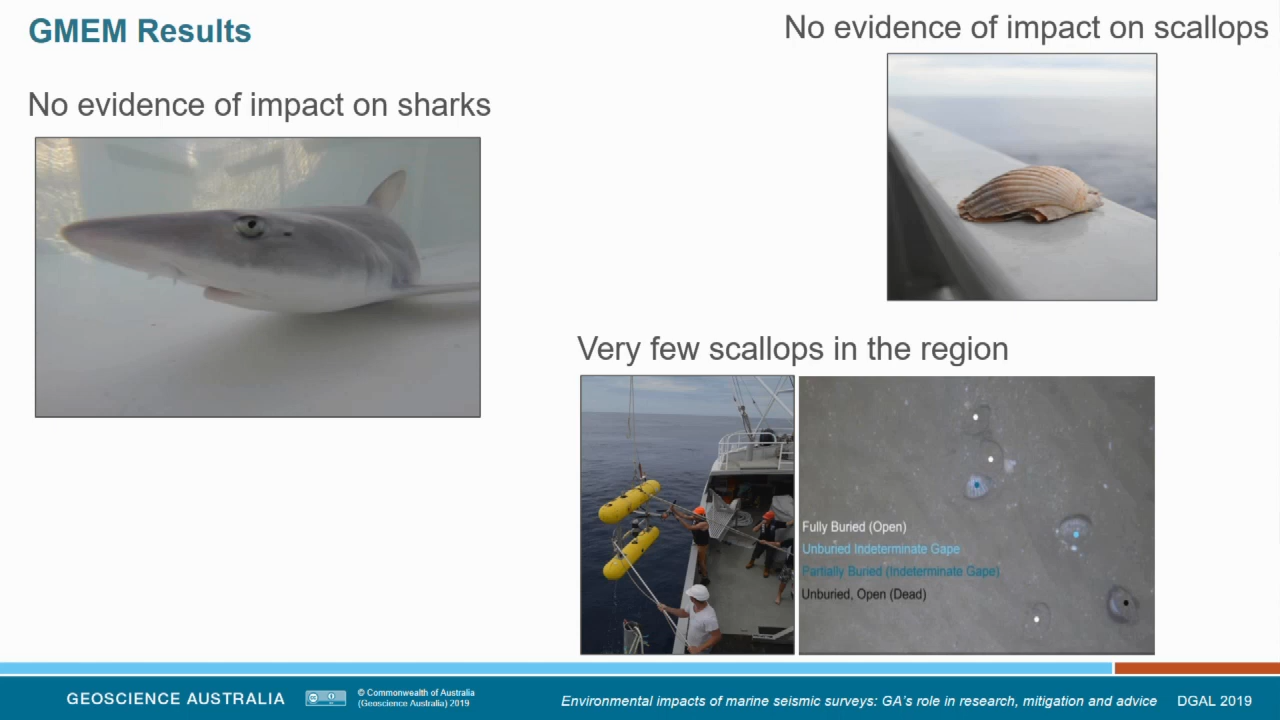 GMEM Results
No evidence of impact on scallops
No evidence of impact on sharks
Very few scallops in the region
Fully Buried (Open)
Unburied Indeterminate Gape
Partially Buried (Indeterminate Gape)
Unburied, Open (Dead)
GEOSCIENCE AUSTRALIA
© Commonwealth of Australia
(Geoscience Australia) 2019
Environmental impacts of marine seismic surveys: GA's role in research, mitigation and advice
DGAL 2019